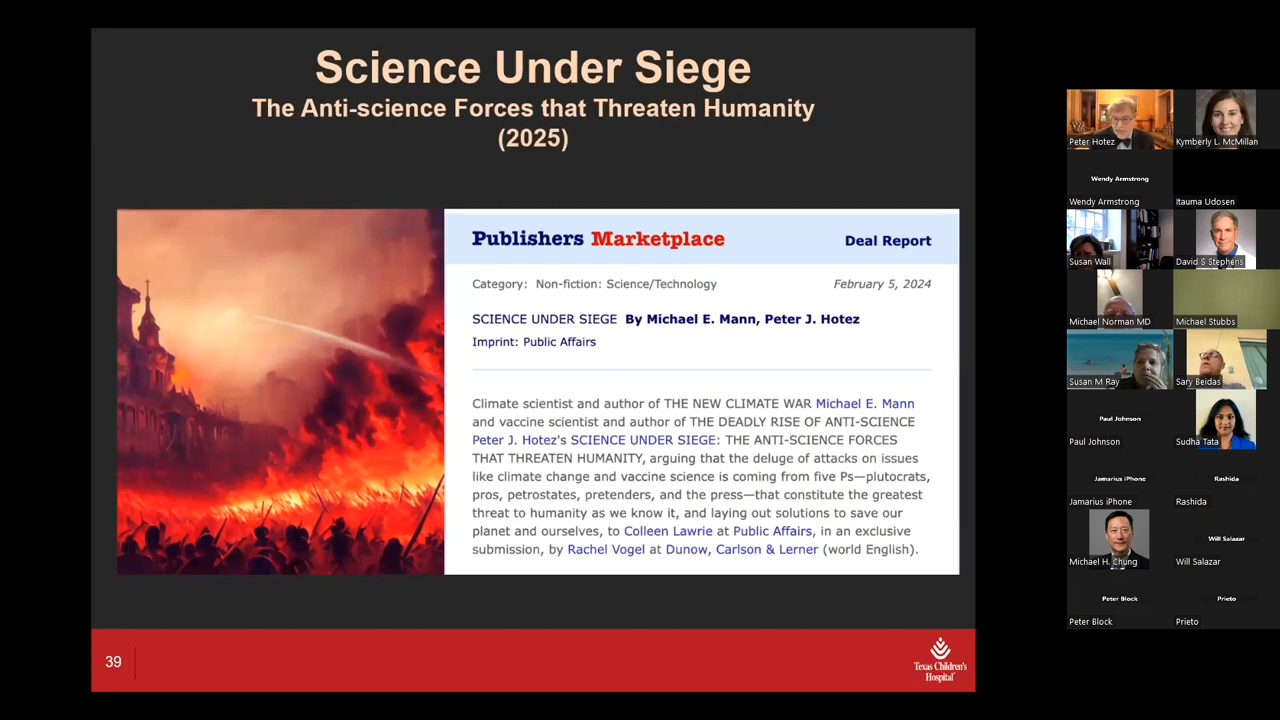 Science Under Siege
The Anti-science Forces that Threaten Humanity
(2025)
Publishers Marketplace
Deal Report
Category: Non-fiction: Science/Technology
February 5, 2024
SCIENCE UNDER SIEGE By Michael E. Mann, Peter J. Hotez
Imprint: Public Affairs
Climate scientist and author of THE NEW CLIMATE WAR Michael E. Mann
and vaccine scientist and author of THE DEADLY RISE OF ANTI-SCIENCE
Peter J. Hotez's SCIENCE UNDER SIEGE: THE ANTI-SCIENCE FORCES
THAT THREATEN HUMANITY, arguing that the deluge of attacks on issues
like climate change and vaccine science is coming from five Ps—plutocrats,
pros, petrostates, pretenders, and the press—that constitute the greatest
threat to humanity as we know it, and laying out solutions to save our
planet and ourselves, to Colleen Lawrie at Public Affairs, in an exclusive
submission, by Rachel Vogel at Dunow, Carlson & Lerner (world English).
39
Texas Children's
Hospital
Peter Hotez
Kymberly L. McMillan
Wendy Armstrong
Wendy Armstrong
Itauma Udosen
Susan Wall
David S Stephens
Michael Norman MD
Michael Stubbs
Susan M Ray
Sary Beidas
Paul Johnson
Paul Johnson
Sudha Tata
Jamarius iPhone
Rashida
Jamarius iPhone
Rashida
Michael H. Chung
Will Salazar
Will Salazar
Peter Block
Prieto
Peter Block
Prieto